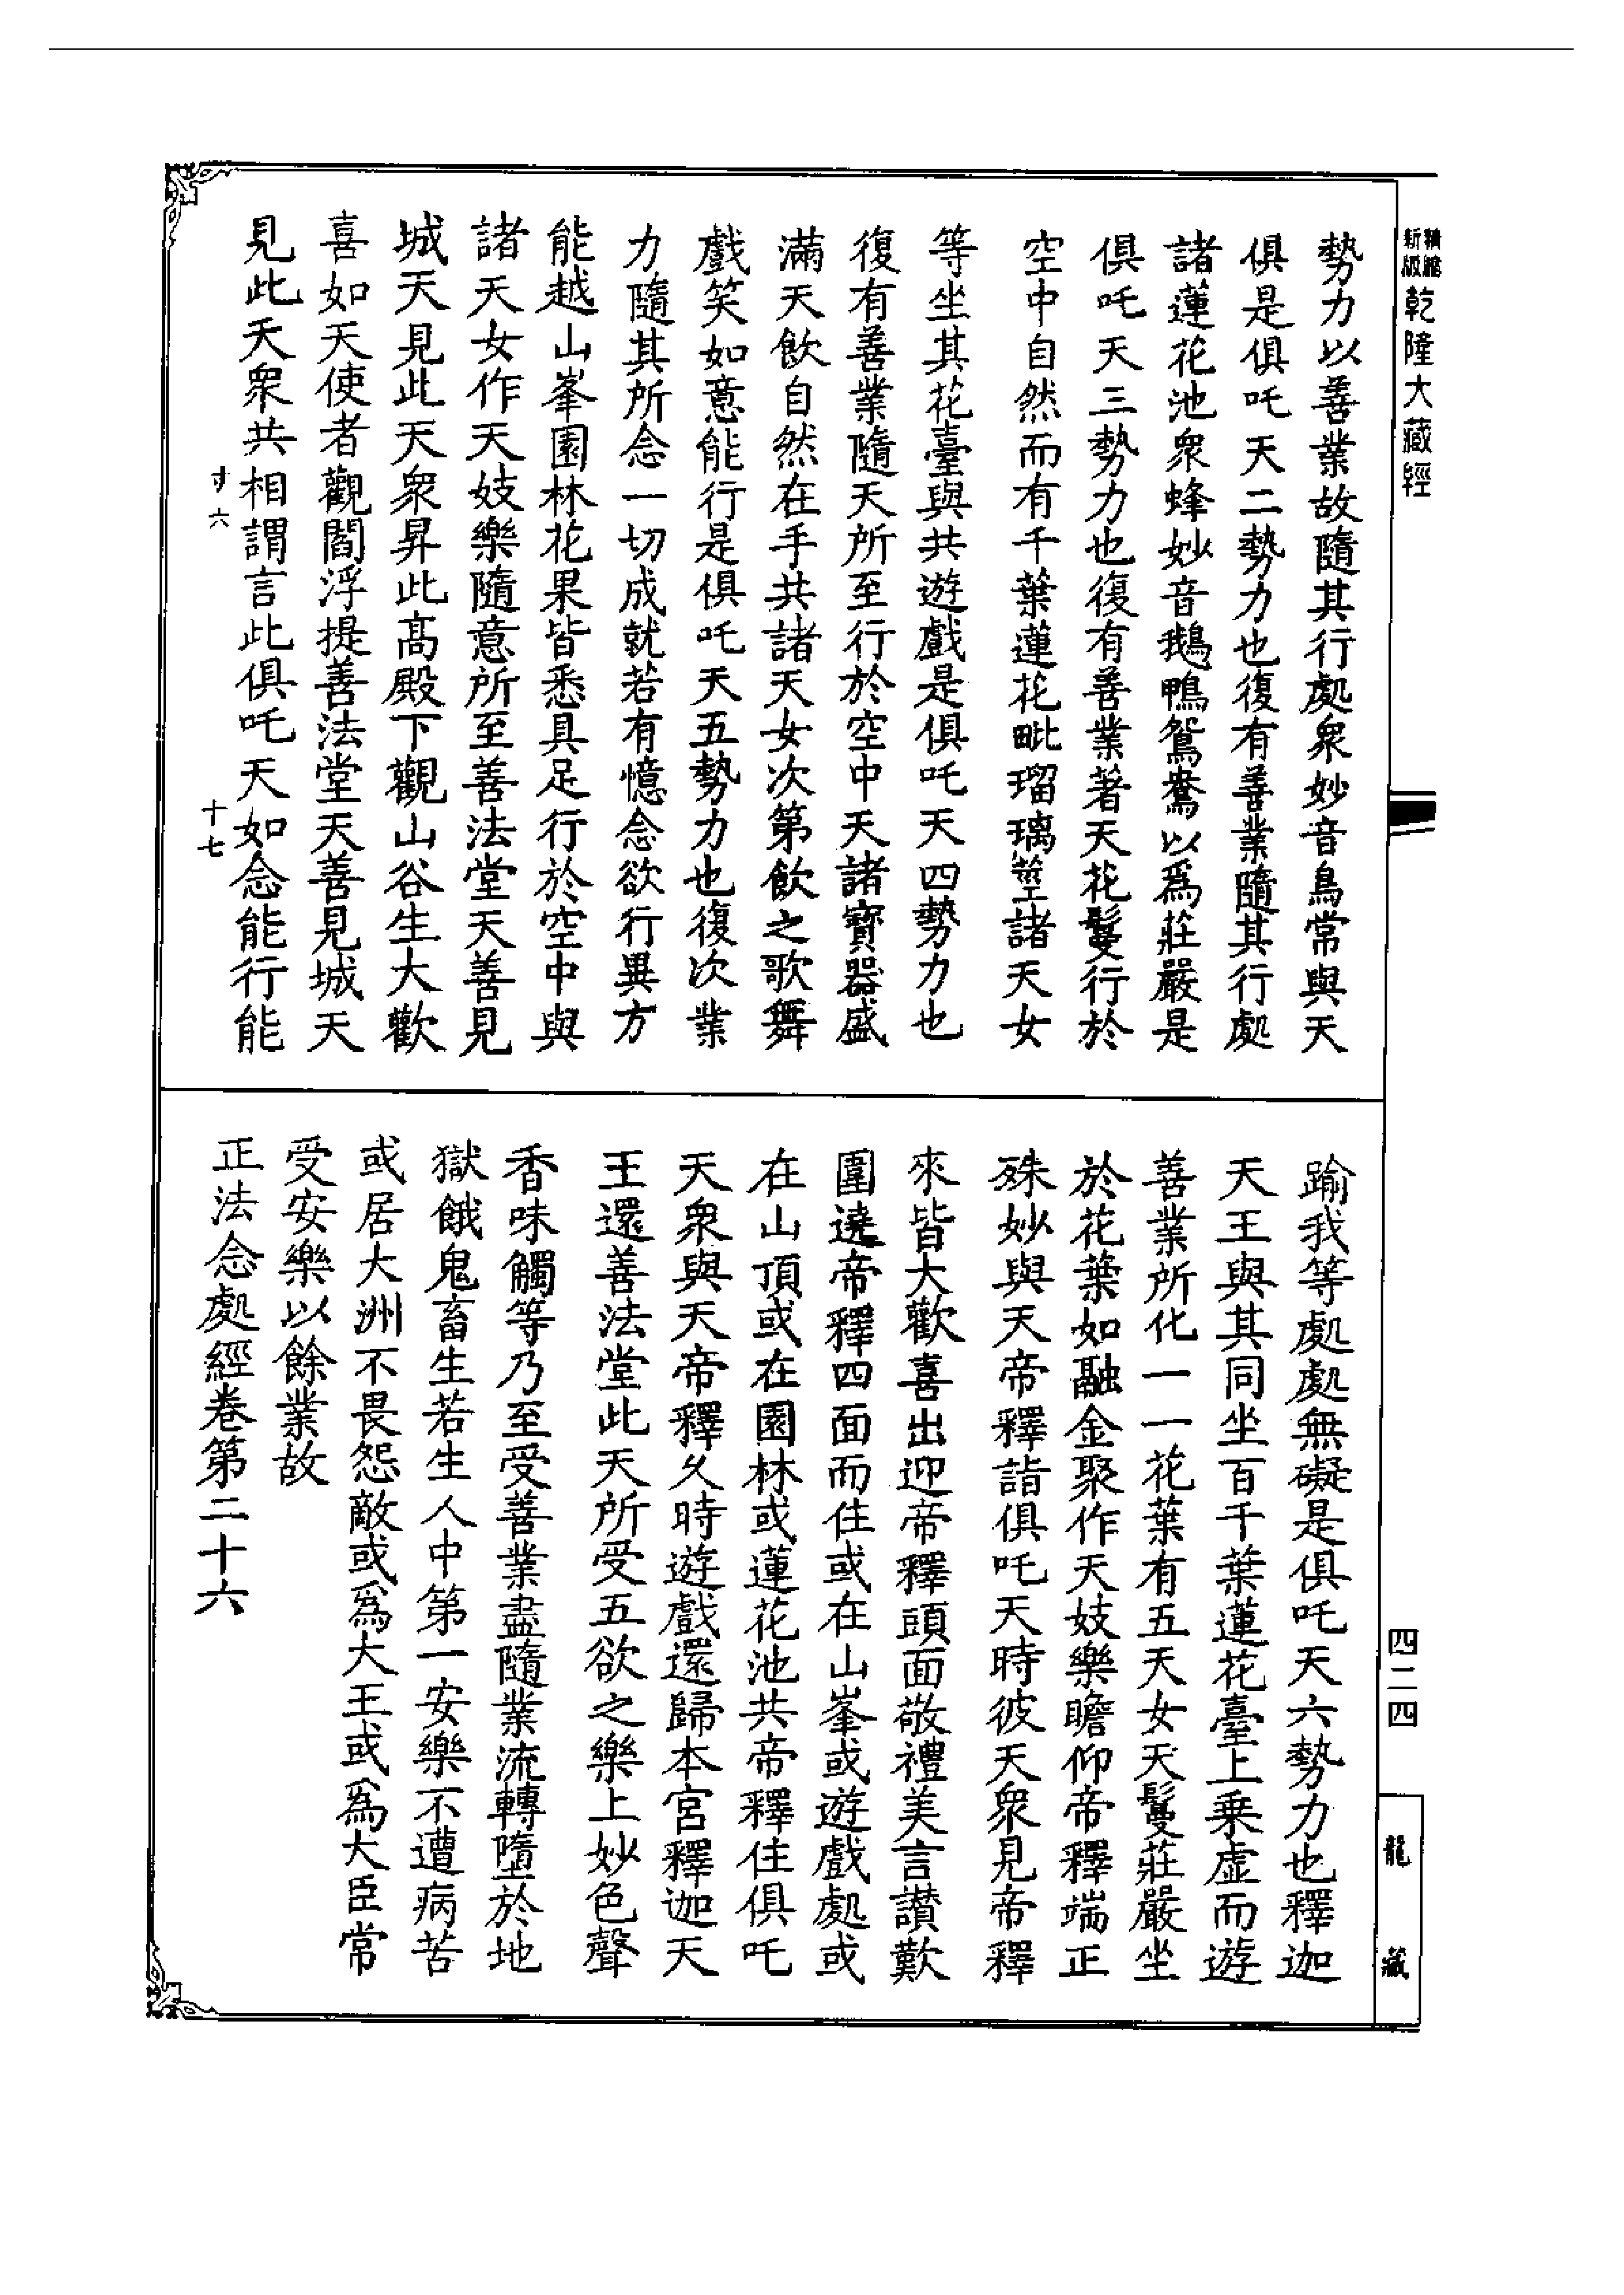 精縮新版乾隆大藏經
勢力以善業故隨其行處衆妙音鳥常與天
俱是俱吒天二勢力也復有善業隨其行處
諸蓮花池衆蜂妙音鵝鴨鴛鴦以爲莊嚴是
俱吒天三勢力也復有善業著天花鬘行於
空中自然而有千葉蓮花毗瑠璃莖諸天女
等坐其花臺與共遊戲是俱吒天四勢力也
復有善業隨天所至行於空中天諸寶器盛
滿天飲自然在手共諸天女次第飲之歌舞
戲笑如意能行是俱吒天五勢力也復次業
力隨其所念一切成就若有憶念欲行異方
能越山峯園林花果皆悉具足行於空中與
諸天女作天妓樂隨意所至善法堂天善見
城天見此天衆昇此高殿下觀山谷生大歡
喜如天使者觀閻浮提善法堂天善見城天
見此天衆共相謂言此俱吒天如念能行能
寸六 十七
踰我等處處無礙是俱吒天六勢力也釋迦
天王與其同坐百千葉蓮花臺上乘虛而遊
善業所化一一花葉有五天女天鬘莊嚴坐
於花葉如融金聚作天妓樂瞻仰帝釋端正
殊妙與天帝釋詣俱吒天時彼天衆見帝釋
來皆大歡喜出迎帝釋頭面敬禮美言讚歎
圍遶帝釋四面而住或在山峯或遊戲處或
在山頂或在園林或蓮花池共帝釋住俱吒
天衆與天帝釋久時遊戲還歸本宮釋迦天
王還善法堂此天所受五欲之樂上妙色聲
香味觸等乃至受善業盡隨業流轉墮於地
獄餓鬼畜生若生人中第一安樂不遭病苦
或居大洲不畏怨敵或爲大王或爲大臣常
受安樂以餘業故
正法念處經卷第二十六
四二四
龍藏